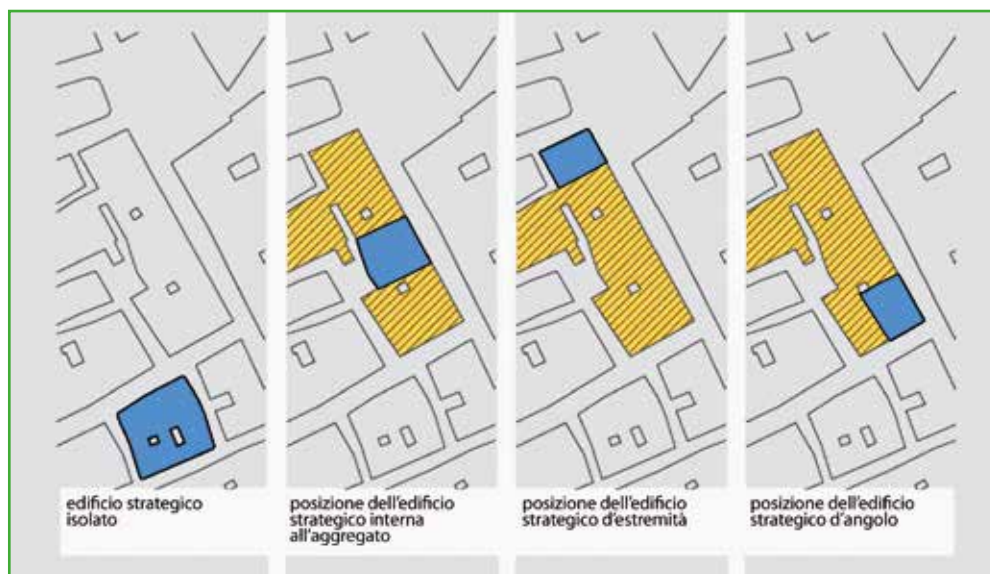 edificio strategico
isolato
posizione dell'edificio
strategico interna
all'aggregato
posizione dell'edificio
strategico d'estremità
posizione dell'edificio
strategico d'angolo